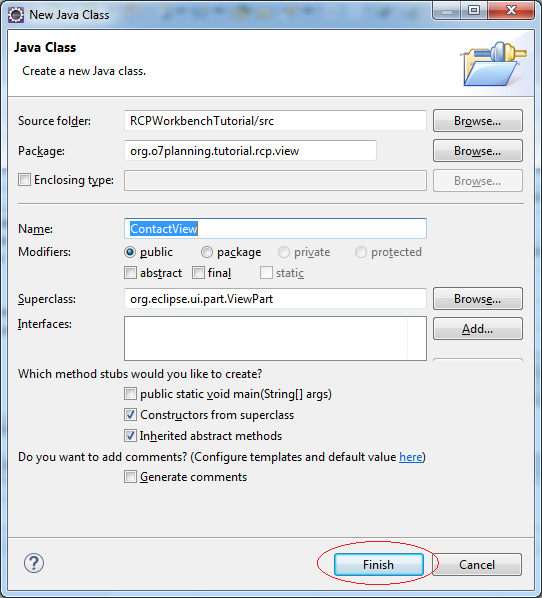 New Java Class
Java Class
Create a new Java class.
Source folder: RCPWorkbenchTutorial/src Browse...
Package: org.o7planning.tutorial.rcp.view Browse...
Enclosing type: Browse...
Name: ContactView
Modifiers: public package private protected
abstract final static
Superclass: org.eclipse.ui.part.ViewPart Browse...
Interfaces: Add...
Which method stubs would you like to create?
public static void main(String[] args)
Constructors from superclass
Inherited abstract methods
Do you want to add comments? (Configure templates and default value here)
Generate comments
? Finish Cancel